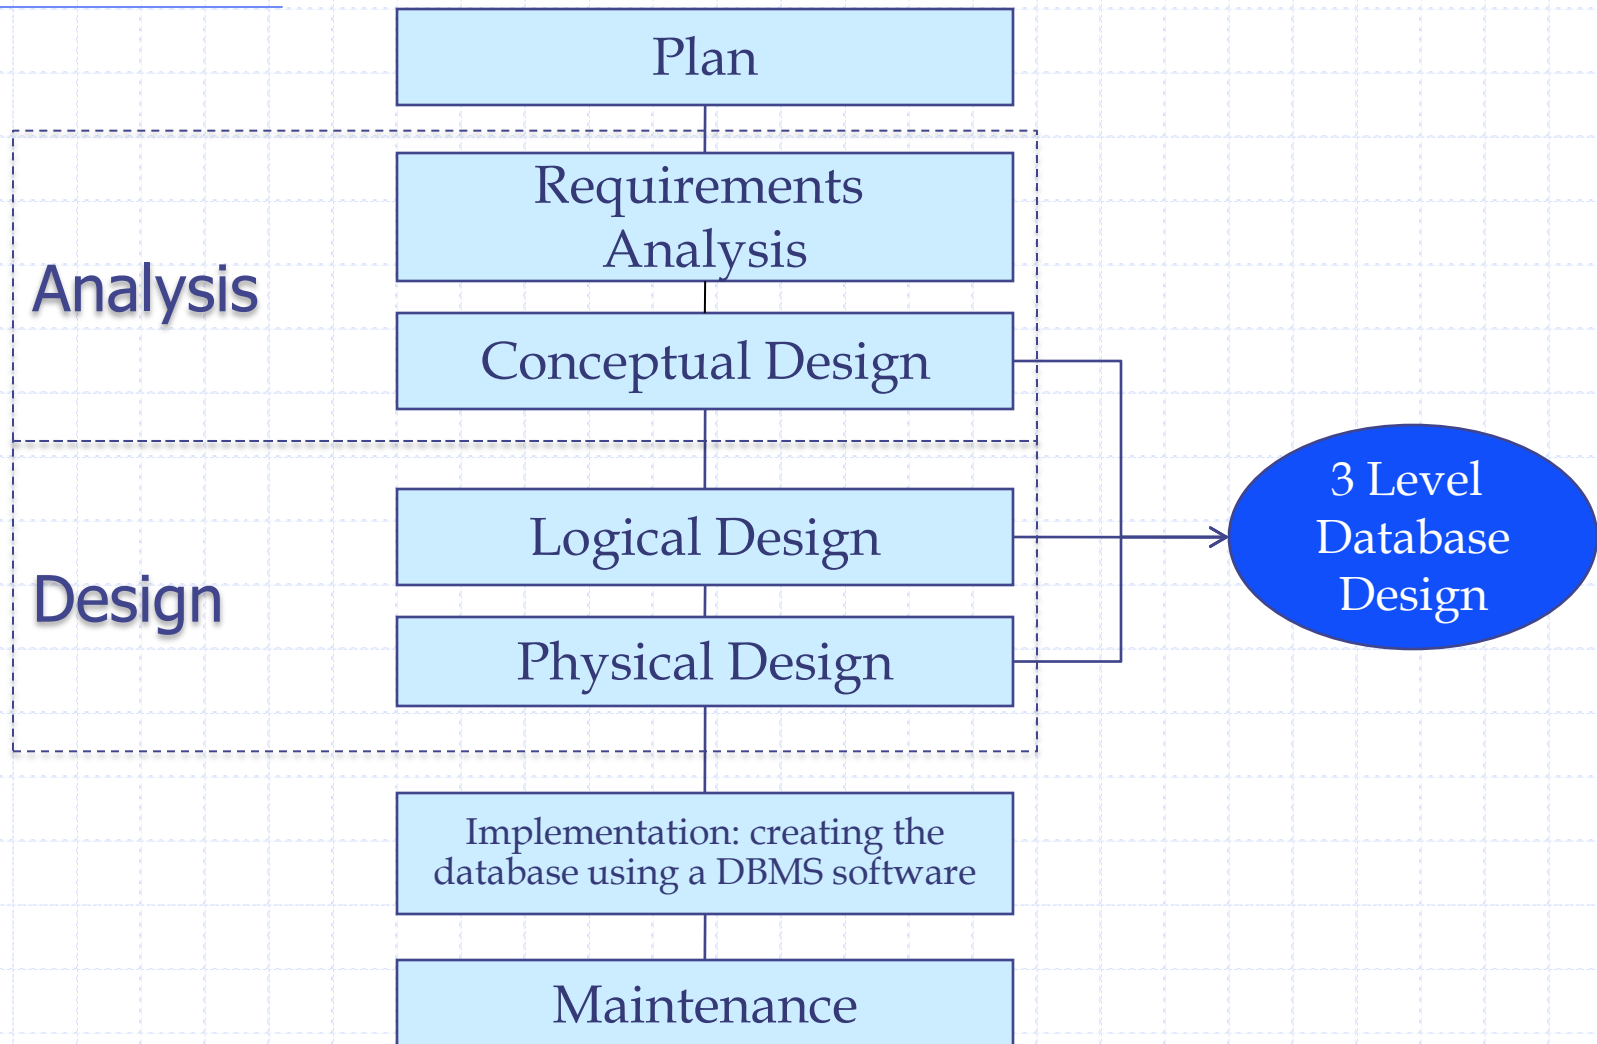 Plan
Requirements
Analysis
Analysis
Conceptual Design
Logical Design
Design
Physical Design
3 Level
Database
Design
Implementation: creating the
database using a DBMS software
Maintenance